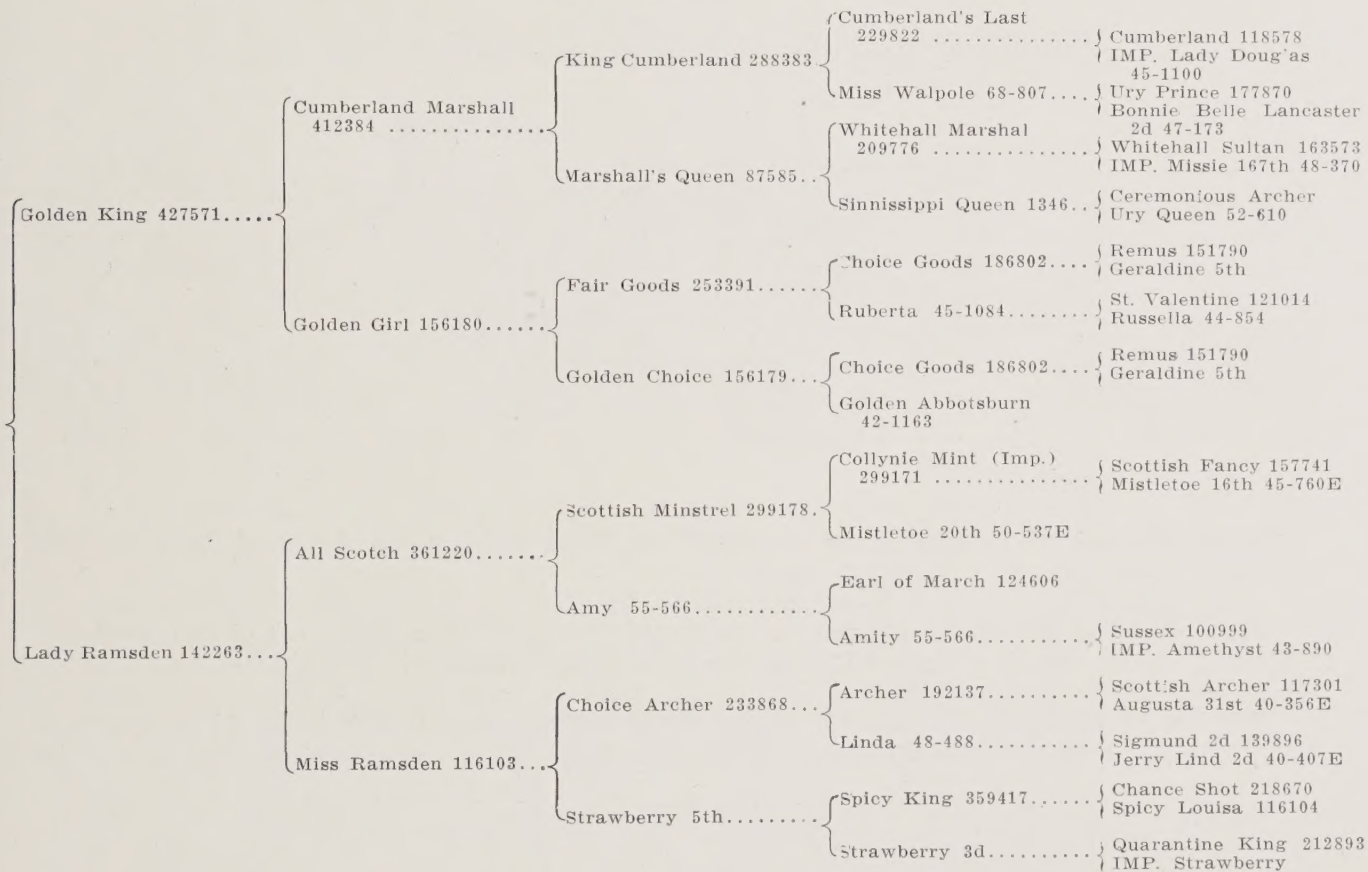 Cumberland's Last
229822 ................
Cumberland 118578
IMP. Lady Doug'as
45-1100
King Cumberland 288383
Miss Walpole 68-807....
Ury Prince 177870
Bonnie Belle Lancaster
2d 47-173
Cumberland Marshall
412384 ...............
Whitehall Marshal
209776 ................
Whitehall Sultan 163573
IMP. Missie 167th 48-370
Marshall's Queen 87585..
Sinnissippi Queen 1346..
Ceremonious Archer
Ury Queen 52-610
Golden King 427571.....
Choice Goods 186802....
Remus 151790
Geraldine 5th
Fair Goods 253391......
Ruberta 45-1084........
St. Valentine 121014
Russella 44-854
Golden Girl 156180......
Golden Choice 156179...
Choice Goods 186802....
Remus 151790
Geraldine 5th
Golden Abbotsburn
42-1163
Collynie Mint (Imp.)
299171 ...............
Scottish Fancy 157741
Mistletoe 16th 45-760E
Scottish Minstrel 299178.
Mistletoe 20th 50-537E
All Scotch 361220.......
Earl of March 124606
Amy 55-566............
Amity 55-566...........
Sussex 100999
IMP. Amethyst 43-890
Lady Ramsden 142263...
Choice Archer 233868...
Archer 192137..........
Scottish Archer 117301
Augusta 31st 40-356E
Linda 48-488...........
Sigmund 2d 139896
Jerry Lind 2d 40-407E
Miss Ramsden 116103...
Spicy King 359417......
Chance Shot 218670
Spicy Louisa 116104
Strawberry 5th.........
Strawberry 3d..........
Quarantine King 212893
IMP. Strawberry